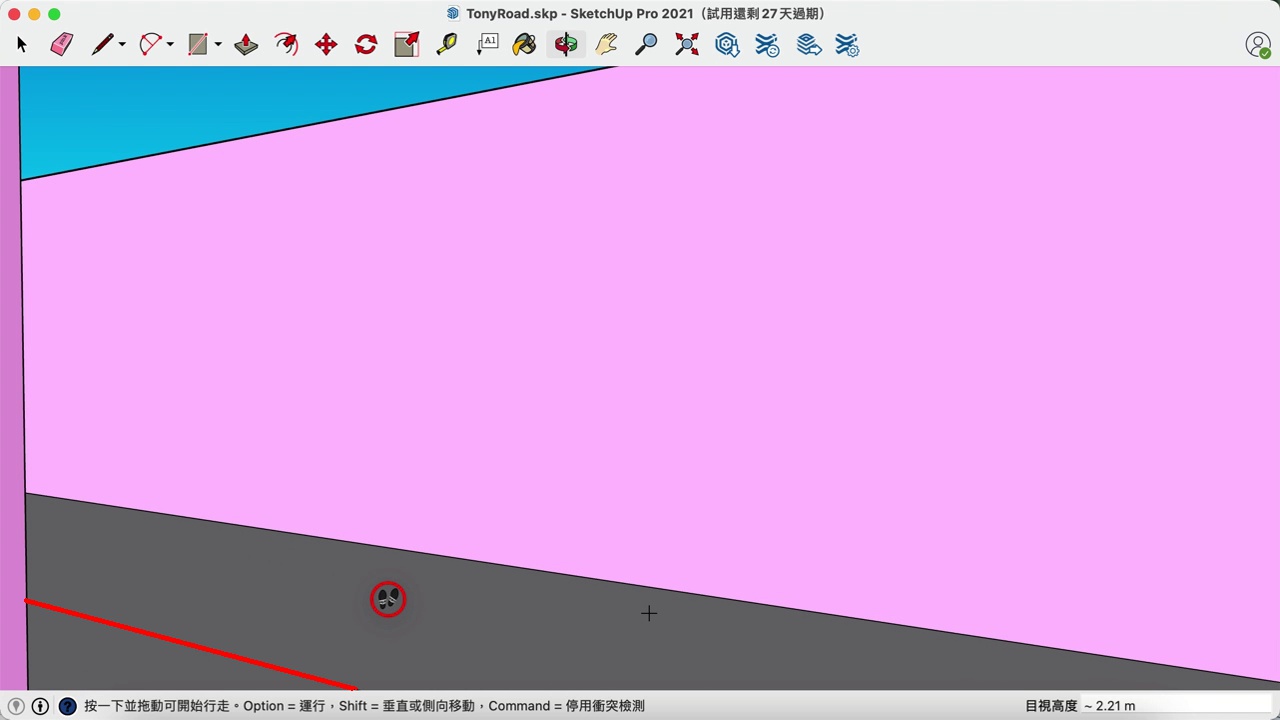 TonyRoad.skp - SketchUp Pro 2021（試用還剩 27 天過期）
A1
按一下並拖動可開始行走。Option = 運行，Shift = 垂直或側向移動，Command = 停用衝突檢測
目視高度 ~ 2.21 m